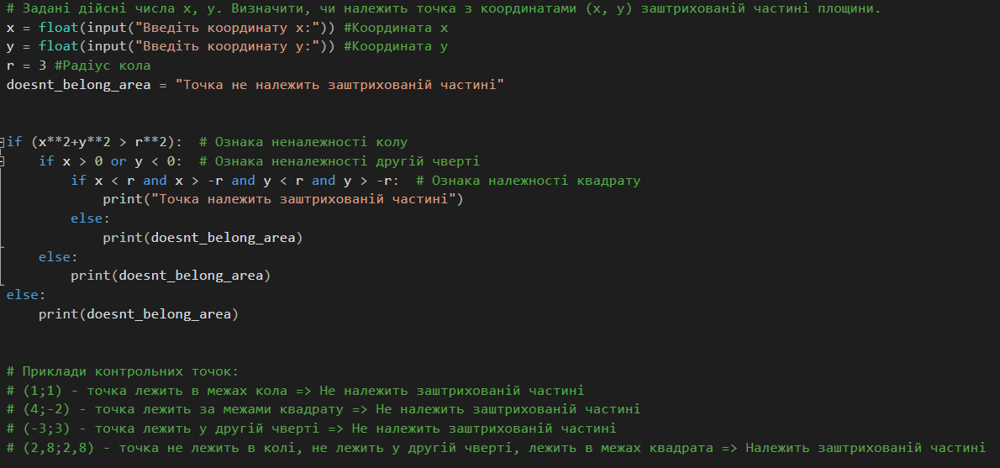 # Задані дійсні числа x, y. Визначити, чи належить точка з координатами (x, y) заштрихованій частині площини.
x = float(input("Введіть координату x:")) #Координата x
y = float(input("Введіть координату y:")) #Координата y
r = 3 #Радіус кола
doesnt_belong_area = "Точка не належить заштрихованій частині"
if (x**2+y**2 > r**2):  # Ознака неналежності колу
    if x > 0 or y < 0:  # Ознака неналежності другій чверті
        if x < r and x > -r and y < r and y > -r:  # Ознака належності квадрату
            print("Точка належить заштрихованій частині")
        else:
            print(doesnt_belong_area)
    else:
        print(doesnt_belong_area)
else:
    print(doesnt_belong_area)
# Приклади контрольних точок:
# (1;1) - точка лежить в межах кола => Не належить заштрихованій частині
# (4;-2) - точка лежить за межами квадрату => Не належить заштрихованій частині
# (-3;3) - точка лежить у другій чверті => Не належить заштрихованій частині
# (2,8;2,8) - точка не лежить в колі, не лежить у другій чверті, лежить в межах квадрата => Належить заштрихованій частині